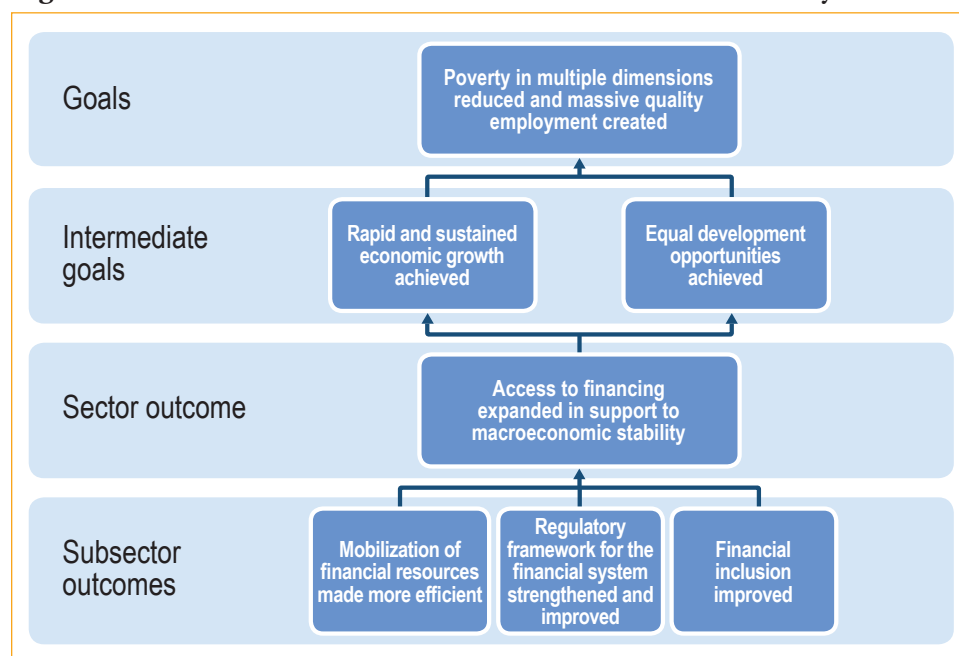 Goals
Poverty in multiple dimensions
reduced and massive quality
employment created
Intermediate
goals
Rapid and sustained
economic growth
achieved
Equal development
opportunities
achieved
Sector outcome
Access to financing
expanded in support to
macroeconomic stability
Subsector
outcomes
Mobilization of
financial resources
made more efficient
Regulatory
framework for the
financial system
strengthened and
improved
Financial
inclusion
improved